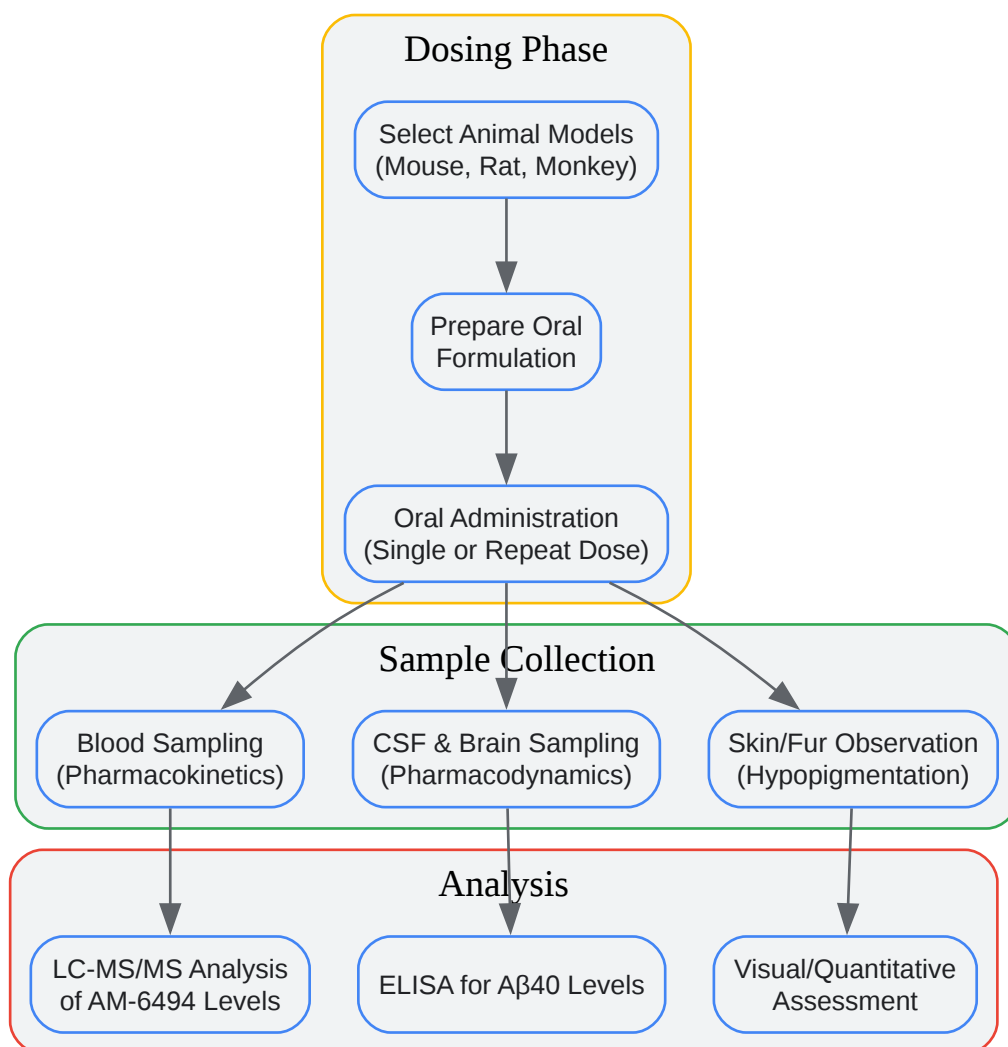 Dosing Phase
Select Animal Models
(Mouse, Rat, Monkey)
Prepare Oral
Formulation
Oral Administration
(Single or Repeat Dose)
Sample Collection
Blood Sampling
(Pharmacokinetics)
CSF & Brain Sampling
(Pharmacodynamics)
Skin/Fur Observation
(Hypopigmentation)
Analysis
LC-MS/MS Analysis
of AM-6494 Levels
ELISA for Aβ40 Levels
Visual/Quantitative
Assessment